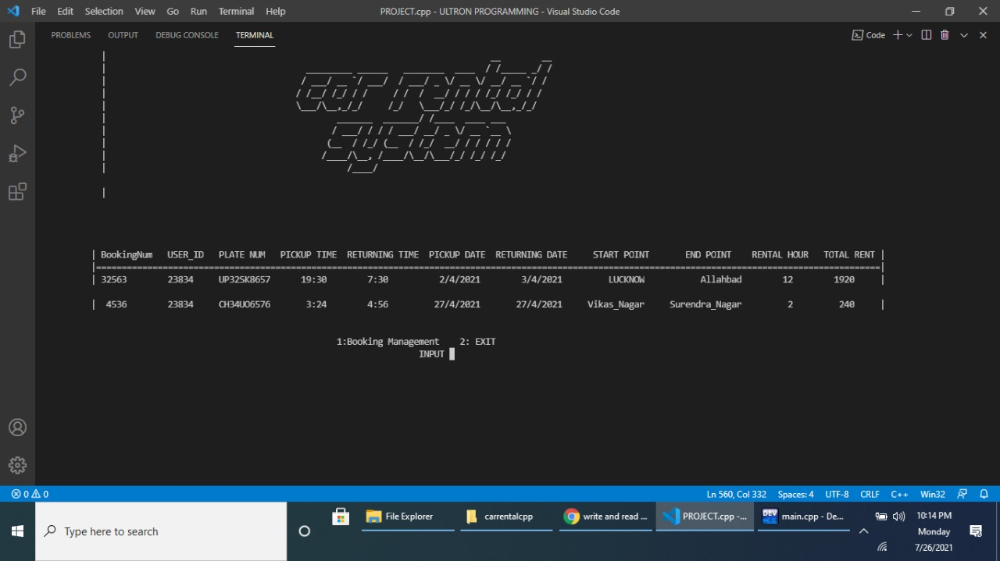 File Edit Selection View Go Run Terminal Help PROJECT.cpp - ULTRON PROGRAMMING - Visual Studio Code
PROBLEMS OUTPUT DEBUG CONSOLE TERMINAL Code
car rental
system
| BookingNum USER_ID PLATE NUM PICKUP TIME RETURNING TIME PICKUP DATE RETURNING DATE START POINT END POINT RENTAL HOUR TOTAL RENT |
| 32563 23834 UP32SK8657 19:30 7:30 2/4/2021 3/4/2021 LUCKNOW Allahbad 12 1920 |
| 4536 23834 CH34UO6576 3:24 4:56 27/4/2021 27/4/2021 Vikas_Nagar Surendra_Nagar 2 240 |
1:Booking Management 2: EXIT
INPUT
0 0 Ln 560, Col 332 Spaces: 4 UTF-8 CRLF C++ Win32
Type here to search File Explorer carrentalcpp write and read ... PROJECT.cpp -... DEV main.cpp - De... 10:14 PM
Monday
7/26/2021